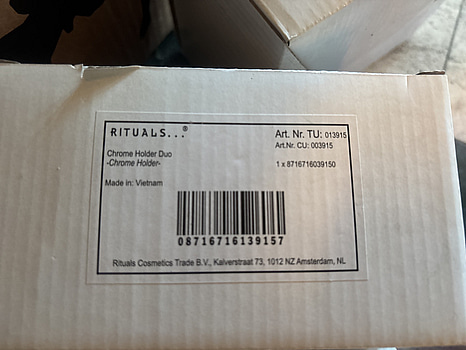 RITUALS...®
Art. Nr. TU: 013915
Art.Nr. CU: 003915
Chrome Holder Duo
-Chrome Holder-
1 x 8716716039150
Made in: Vietnam
08716716139157
Rituals Cosmetics Trade B.V., Kalverstraat 73, 1012 NZ Amsterdam, NL